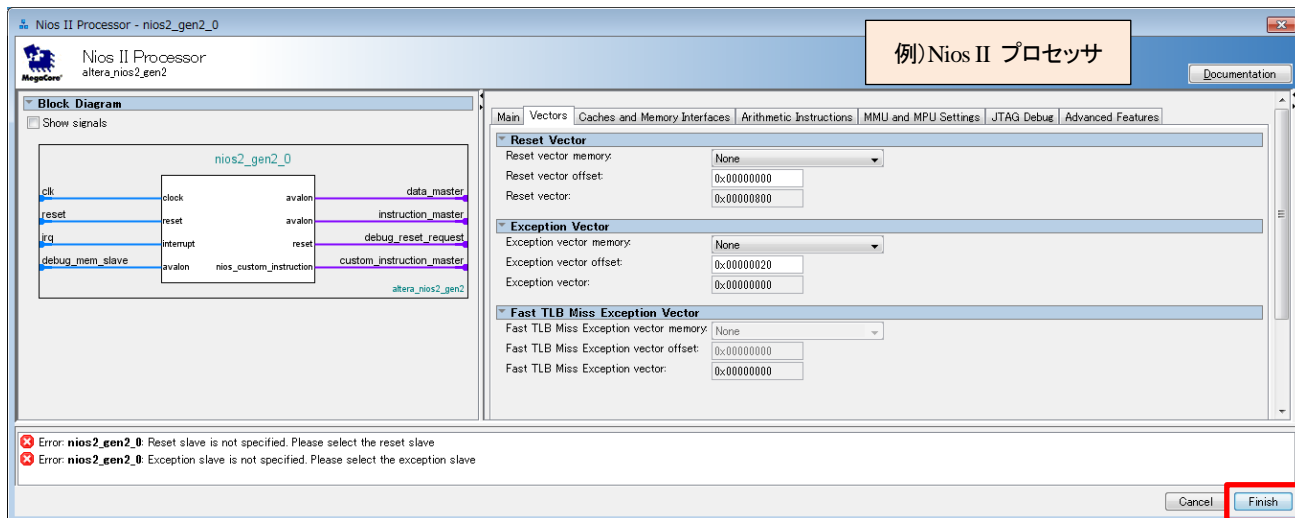 Nios II Processor - nios2_gen2_0
MegaCore®
Nios II Processor
altera_nios2_gen2
例）Nios II プロセッサ
Documentation
Block Diagram
Show signals
nios2_gen2_0
clk
clock
avalon
data_master
reset
reset
avalon
instruction_master
irq
interrupt
reset
debug_reset_request
debug_mem_slave
avalon
nios_custom_instruction
custom_instruction_master
altera_nios2_gen2
Main Vectors Caches and Memory Interfaces Arithmetic Instructions MMU and MPU Settings JTAG Debug Advanced Features
Reset Vector
Reset vector memory: None
Reset vector offset: 0x00000000
Reset vector: 0x00000800
Exception Vector
Exception vector memory: None
Exception vector offset: 0x00000020
Exception vector: 0x00000000
Fast TLB Miss Exception Vector
Fast TLB Miss Exception vector memory: None
Fast TLB Miss Exception vector offset: 0x00000000
Fast TLB Miss Exception vector: 0x00000000
Error: nios2_gen2_0: Reset slave is not specified. Please select the reset slave
Error: nios2_gen2_0: Exception slave is not specified. Please select the exception slave
Cancel Finish